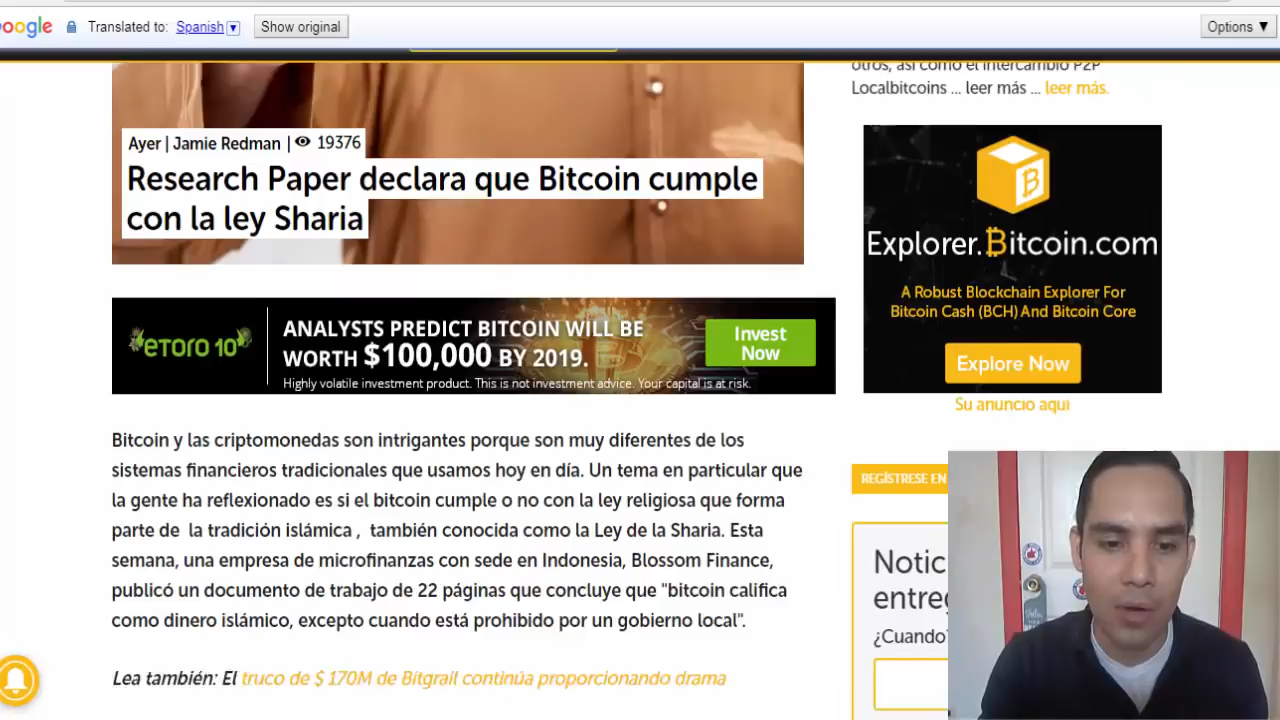 oogle Translated to: Spanish ▼ Show original Options ▼
otros, así como el intercambio P2P
Localbitcoins ... leer más ... leer más.
Ayer | Jamie Redman | 19376
Research Paper declara que Bitcoin cumple
con la ley Sharia
Explorer.Bitcoin.com
A Robust Blockchain Explorer For
Bitcoin Cash (BCH) And Bitcoin Core
Explore Now
Su anuncio aquí
eTORO 10
ANALYSTS PREDICT BITCOIN WILL BE
WORTH $100,000 BY 2019.
Highly volatile investment product. This is not investment advice. Your capital is at risk.
Invest
Now
Bitcoin y las criptomonedas son intrigantes porque son muy diferentes de los
sistemas financieros tradicionales que usamos hoy en día. Un tema en particular que
la gente ha reflexionado es si el bitcoin cumple o no con la ley religiosa que forma
parte de la tradición islámica , también conocida como la Ley de la Sharia. Esta
semana, una empresa de microfinanzas con sede en Indonesia, Blossom Finance,
publicó un documento de trabajo de 22 páginas que concluye que "bitcoin califica
como dinero islámico, excepto cuando está prohibido por un gobierno local".
Lea también: El truco de $ 170M de Bitgrail continúa proporcionando drama
REGÍSTRESE EN
Notic
entre
¿Cuando?